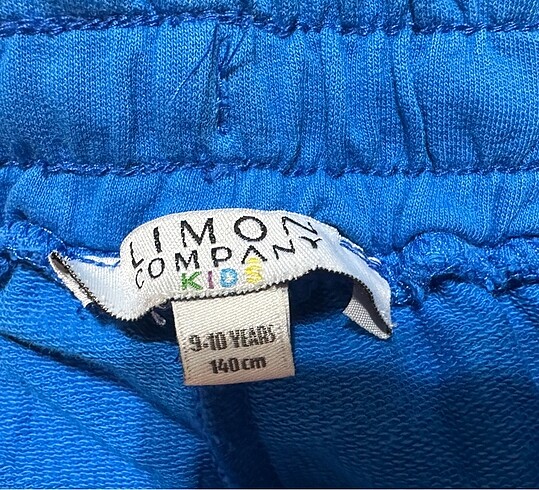 LIMON
COMPANY
KIDS
9-10 YEARS
140 cm